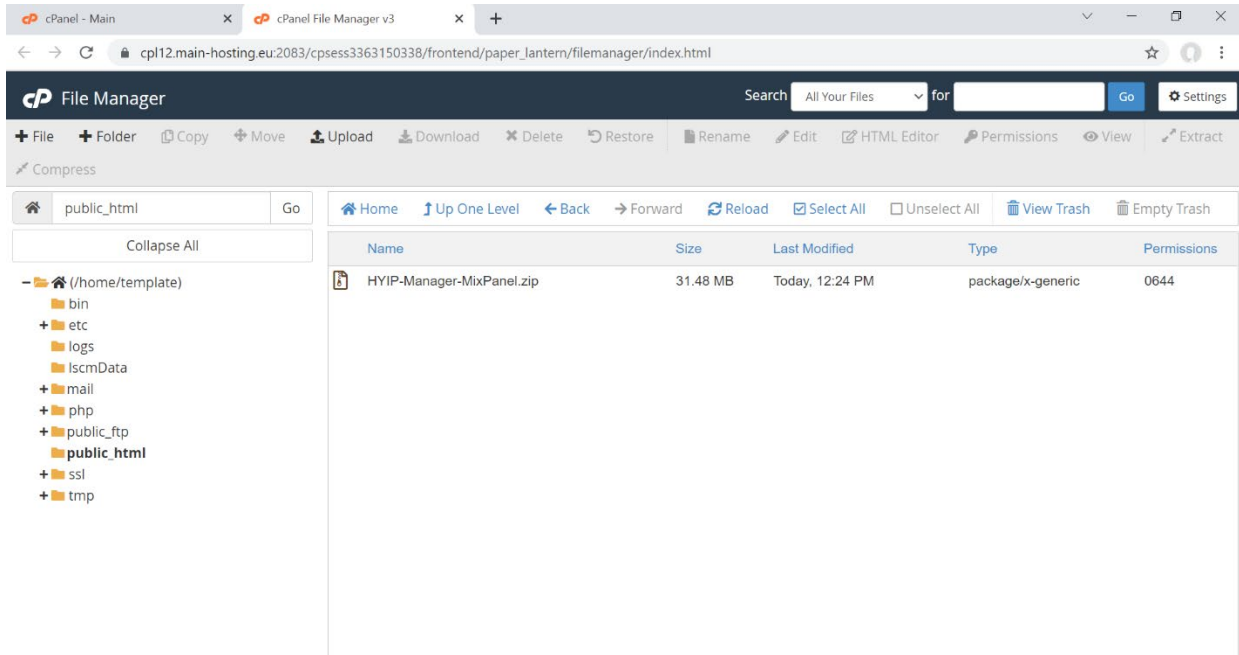 cPanel - Main
cPanel File Manager v3
cpl12.main-hosting.eu:2083/cpsess3363150338/frontend/paper_lantern/filemanager/index.html
cP File Manager Search All Your Files for Go Settings
File Folder Copy Move Upload Download Delete Restore Rename Edit HTML Editor Permissions View Extract
Compress
public_html Go Home Up One Level Back Forward Reload Select All Unselect All View Trash Empty Trash
Collapse All Name Size Last Modified Type Permissions
(/home/template) HYIP-Manager-MixPanel.zip 31.48 MB Today, 12:24 PM package/x-generic 0644
bin
etc
logs
lscmData
mail
php
public_ftp
public_html
ssl
tmp